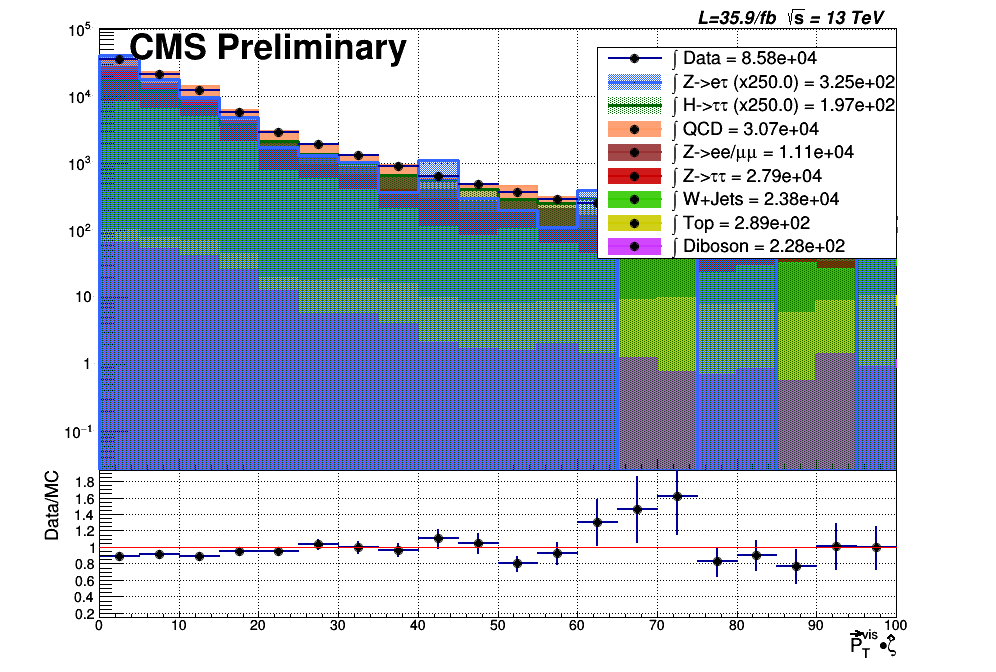 L=35.9/fb √s = 13 TeV
CMS Preliminary
10⁵
10⁴
10³
10²
10
1
10⁻¹
∫ Data = 8.58e+04
∫ Z->eτ (x250.0) = 3.25e+02
∫ H->ττ (x250.0) = 1.97e+02
∫ QCD = 3.07e+04
∫ Z->ee/μμ = 1.11e+04
∫ Z->ττ = 2.79e+04
∫ W+Jets = 2.38e+04
∫ Top = 2.89e+02
∫ Diboson = 2.28e+02
Data/MC
1.8
1.6
1.4
1.2
1
0.8
0.6
0.4
0.2
0 10 20 30 40 50 60 70 80 90 100
P⃗_T^vis •ζ̂